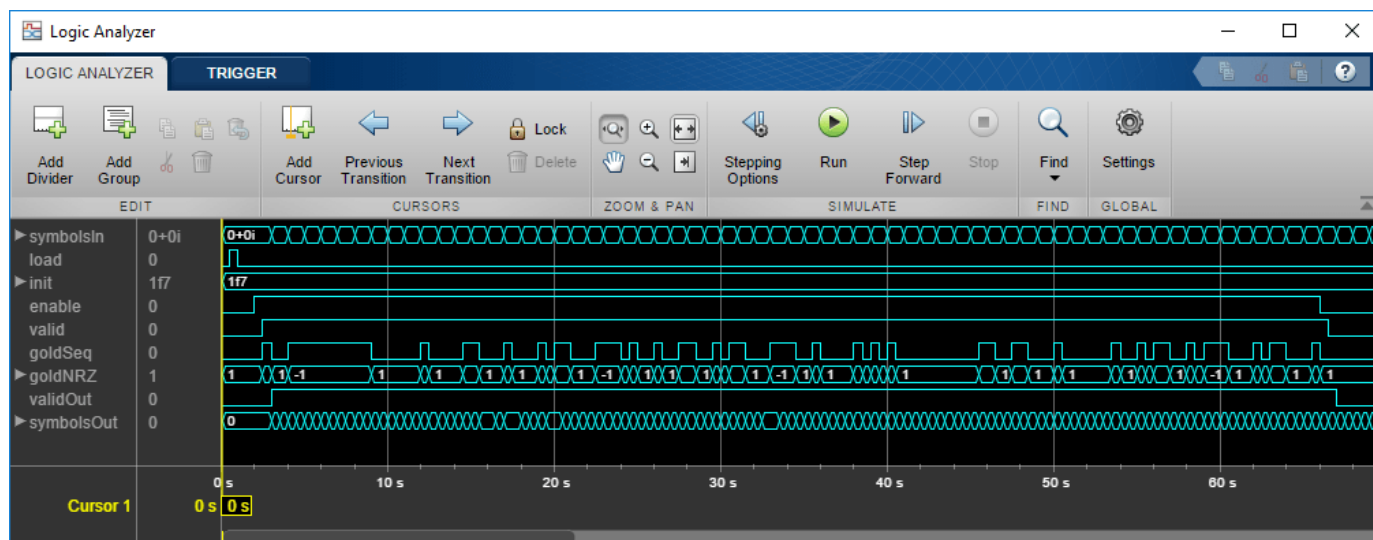 Logic Analyzer
LOGIC ANALYZER TRIGGER
Add Divider
Add Group
Add Cursor
Previous Transition
Next Transition
Lock
Delete
Stepping Options
Run
Step Forward
Stop
Find
Settings
EDIT CURSORS ZOOM & PAN SIMULATE FIND GLOBAL
symbolsIn 0+0i 0+0i
load 0
init 1f7 1f7
enable 0
valid 0
goldSeq 0
goldNRZ 1 1 1 -1 1 1 1 1 1 1 -1 1 1 1 1 -1 1 1 1 1 1 1 1 1 -1 1 1 1
validOut 0
symbolsOut 0 0
0 s 10 s 20 s 30 s 40 s 50 s 60 s
Cursor 1 0 s 0 s